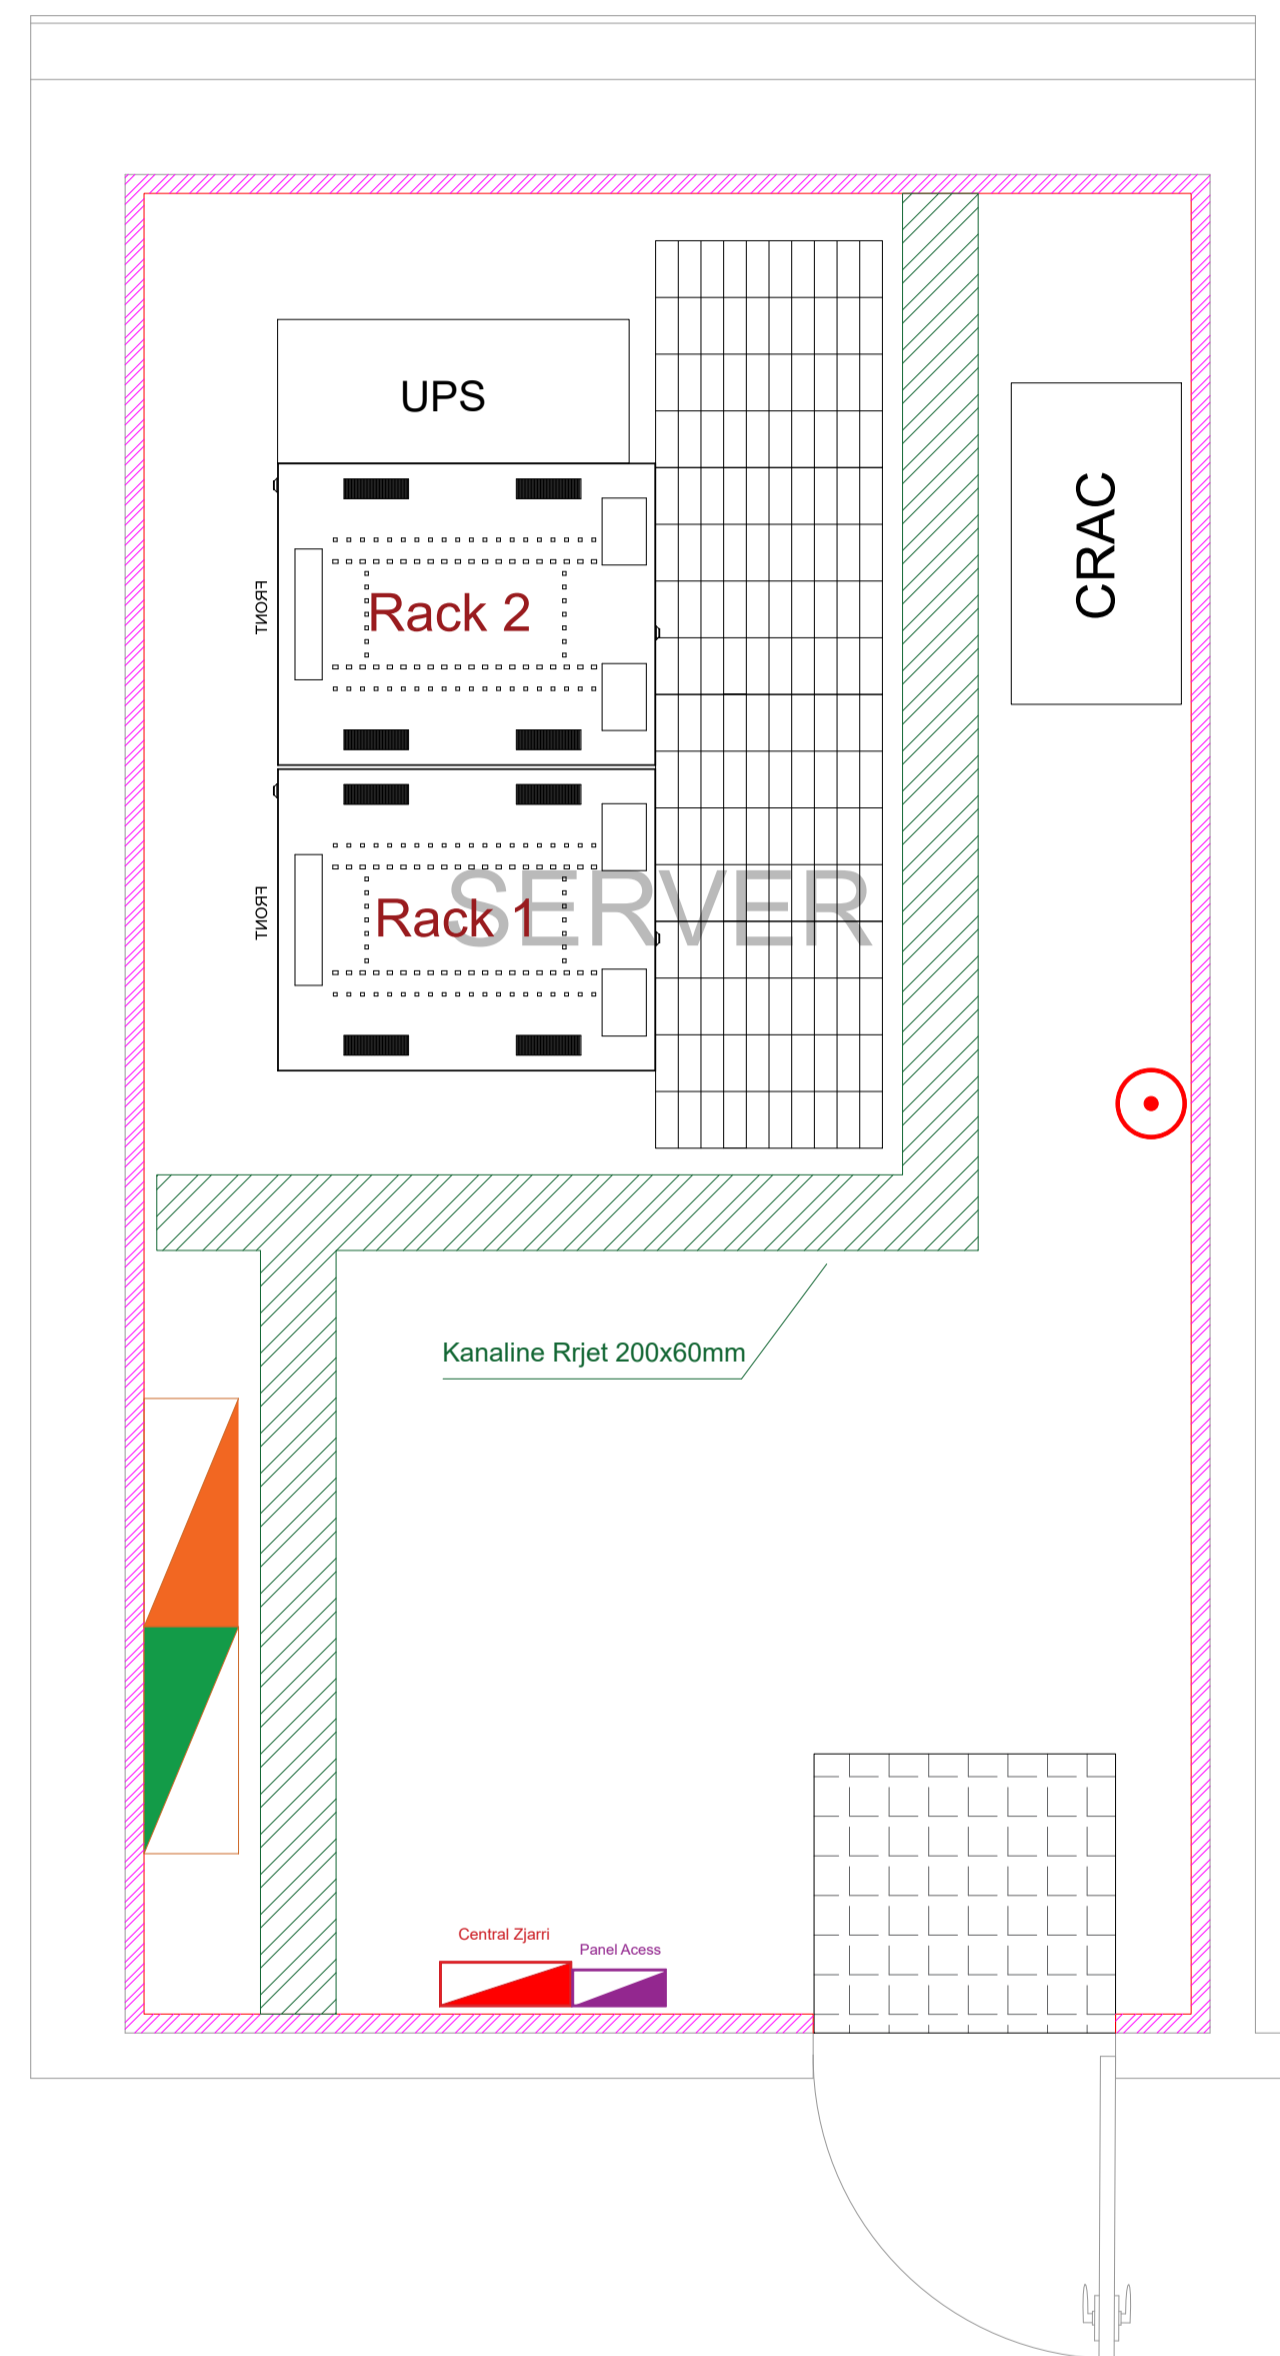 UPS
CRAC
FRONT
Rack 2
FRONT
Rack 1
SERVER
Kanaline Rrjet 200x60mm
Central Zjarri
Panel Acess